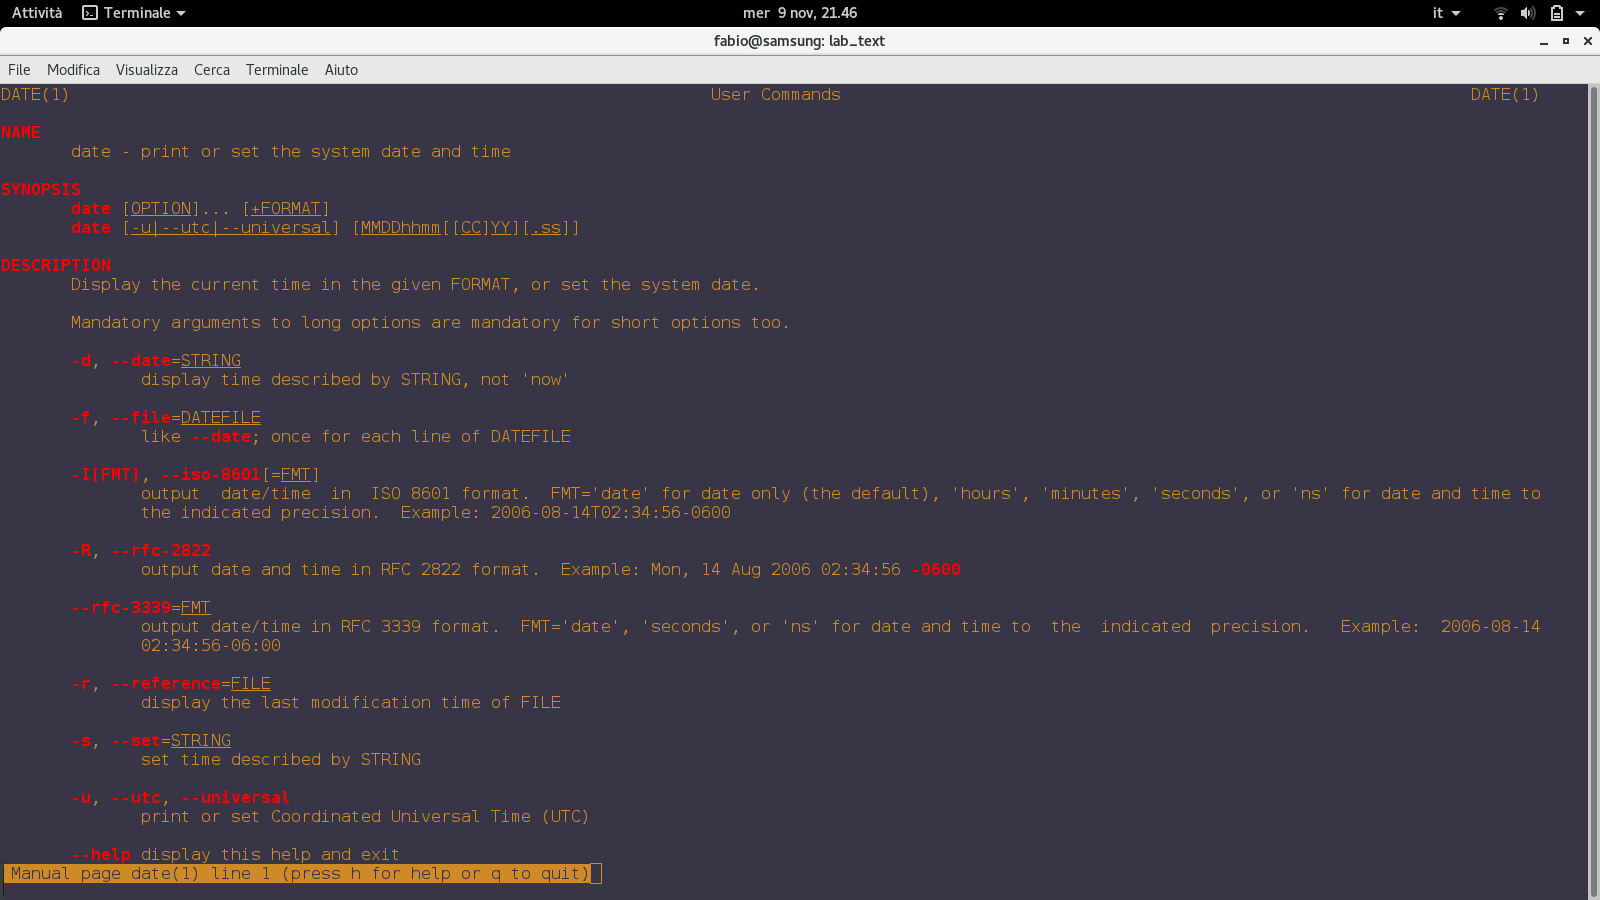 Attività Terminale mer 9 nov, 21.46 it
fabio@samsung: lab_text
File Modifica Visualizza Cerca Terminale Aiuto
DATE(1) User Commands DATE(1)
NAME
date - print or set the system date and time
SYNOPSIS
date [OPTION]... [+FORMAT]
date [-u|--utc|--universal] [MMDDhhmm[[CC]YY][.ss]]
DESCRIPTION
Display the current time in the given FORMAT, or set the system date.
Mandatory arguments to long options are mandatory for short options too.
-d, --date=STRING
display time described by STRING, not 'now'
-f, --file=DATEFILE
like --date; once for each line of DATEFILE
-I[FMT], --iso-8601[=FMT]
output date/time in ISO 8601 format. FMT='date' for date only (the default), 'hours', 'minutes', 'seconds', or 'ns' for date and time to
the indicated precision. Example: 2006-08-14T02:34:56-0600
-R, --rfc-2822
output date and time in RFC 2822 format. Example: Mon, 14 Aug 2006 02:34:56 -0600
--rfc-3339=FMT
output date/time in RFC 3339 format. FMT='date', 'seconds', or 'ns' for date and time to the indicated precision. Example: 2006-08-14
02:34:56-06:00
-r, --reference=FILE
display the last modification time of FILE
-s, --set=STRING
set time described by STRING
-u, --utc, --universal
print or set Coordinated Universal Time (UTC)
--help display this help and exit
Manual page date(1) line 1 (press h for help or q to quit)